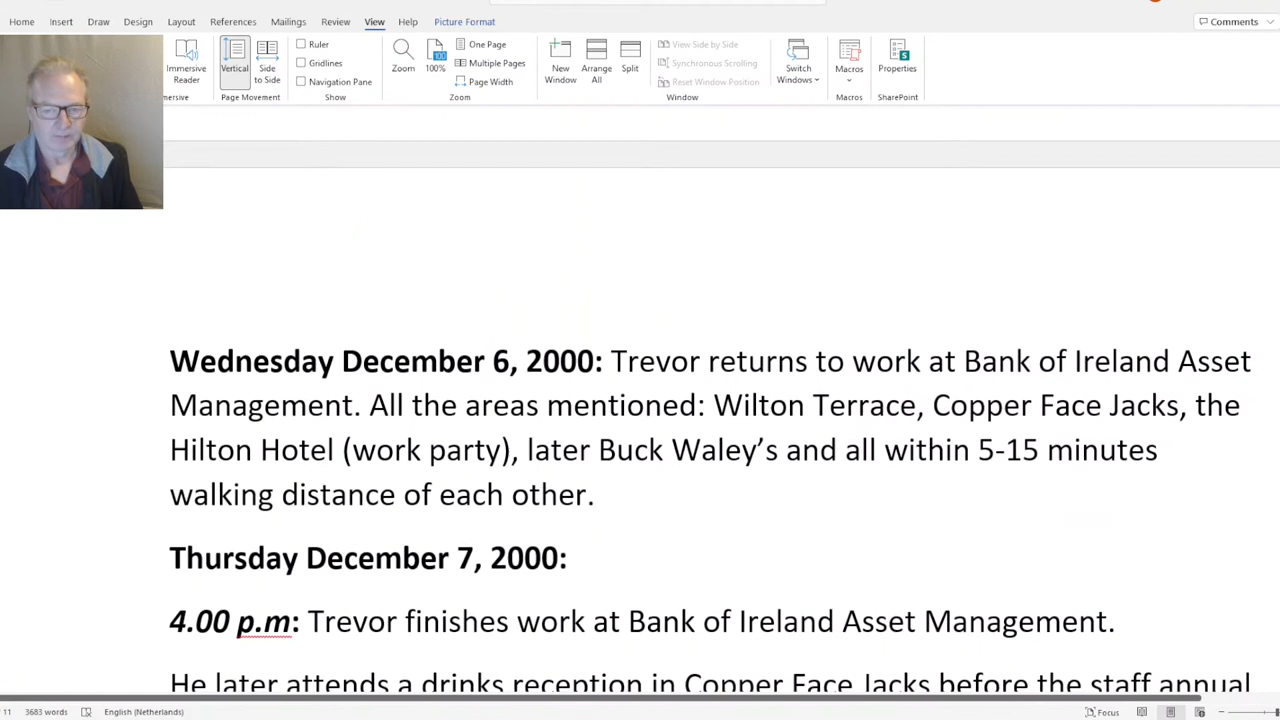 Home Insert Draw Design Layout References Mailings Review View Help Picture Format Comments
Immersive Reader
Vertical
Side to Side
Page Movement
Ruler
Gridlines
Navigation Pane
Show
Zoom
100
100%
One Page
Multiple Pages
Page Width
Zoom
New Window
Arrange All
Split
View Side by Side
Synchronous Scrolling
Reset Window Position
Window
Switch Windows
Macros
Macros
Properties
SharePoint
Wednesday December 6, 2000: Trevor returns to work at Bank of Ireland Asset
Management. All the areas mentioned: Wilton Terrace, Copper Face Jacks, the
Hilton Hotel (work party), later Buck Waley’s and all within 5-15 minutes
walking distance of each other.
Thursday December 7, 2000:
4.00 p.m: Trevor finishes work at Bank of Ireland Asset Management.
He later attends a drinks reception in Copper Face Jacks before the staff annual
11 3683 words English (Netherlands) Focus